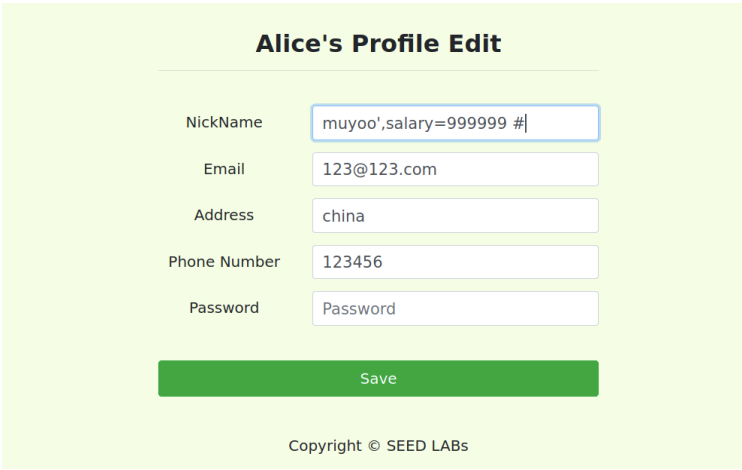 Alice's Profile Edit
NickName muyoo',salary=999999 #
Email 123@123.com
Address china
Phone Number 123456
Password Password
Save
Copyright © SEED LABs